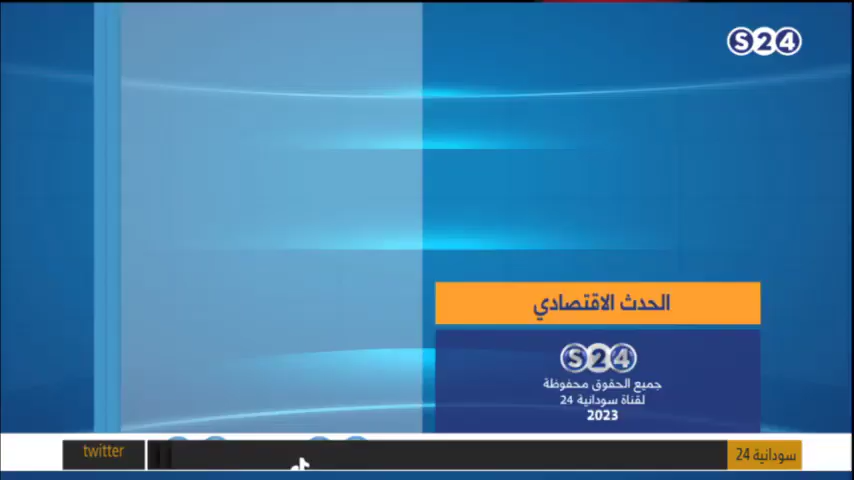 S24
الحدث الاقتصادي
S24
جميع الحقوق محفوظة
لقناة سودانية 24
2023
twitter
سودانية 24